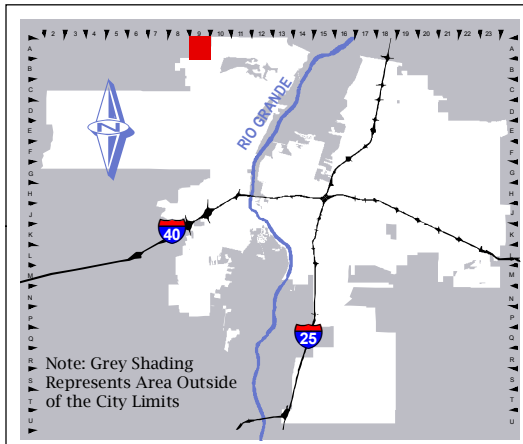 2 3 4 5 6 7 8 9 10 11 12 13 14 15 16 17 18 19 20 21 22 23
A A
B B
C C
D D
E E
F F
G G
H H
J J
K K
L L
M M
N N
P P
Q Q
R R
S S
T T
U U
RIO GRANDE
N
40
25
Note: Grey Shading
Represents Area Outside
of the City Limits